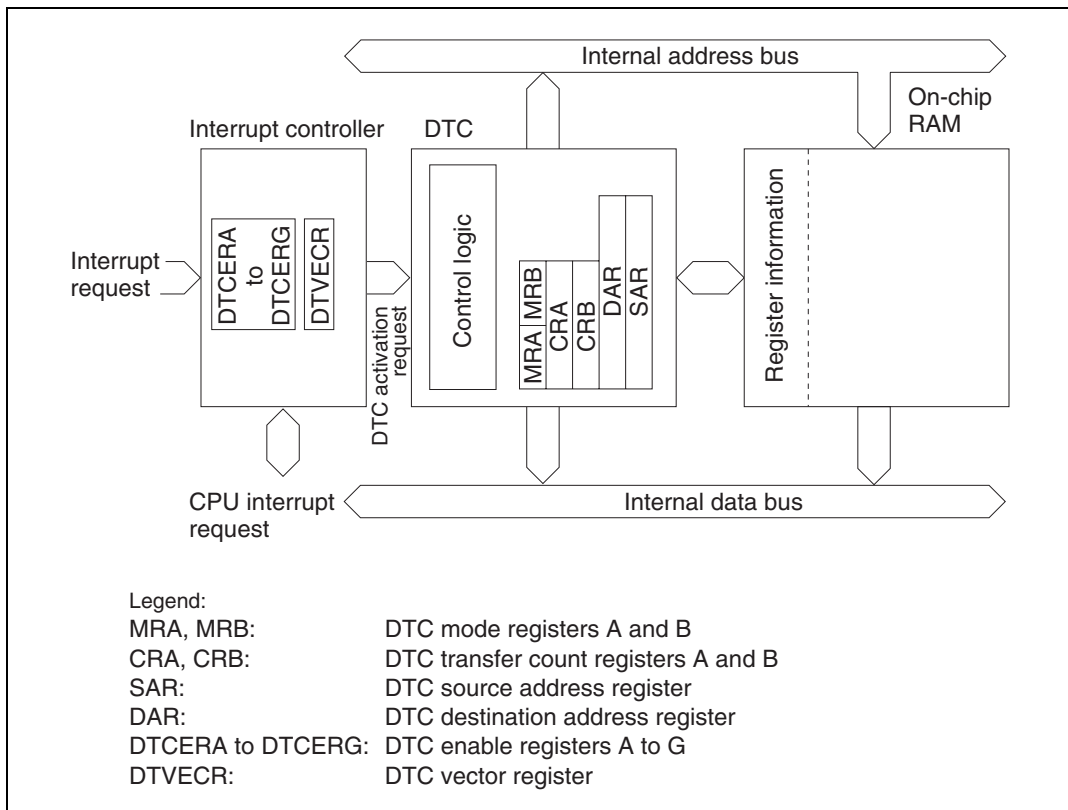 Internal address bus
On-chip
RAM
Interrupt controller
DTC
Interrupt
request
DTCERA
to
DTCERG
DTVECR
DTC activation
request
Control logic
MRA MRB
CRA
CRB
DAR
SAR
Register information
CPU interrupt
request
Internal data bus
Legend:
MRA, MRB: DTC mode registers A and B
CRA, CRB: DTC transfer count registers A and B
SAR: DTC source address register
DAR: DTC destination address register
DTCERA to DTCERG: DTC enable registers A to G
DTVECR: DTC vector register